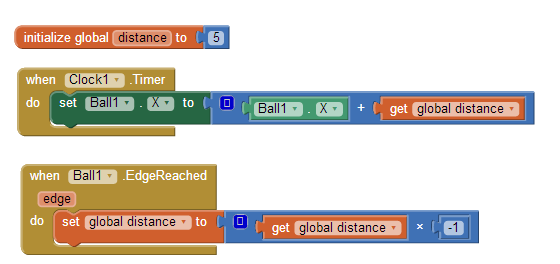 initialize global distance to 5
when Clock1 .Timer
do set Ball1 . X to Ball1 . X + get global distance
when Ball1 .EdgeReached
edge
do set global distance to get global distance × -1